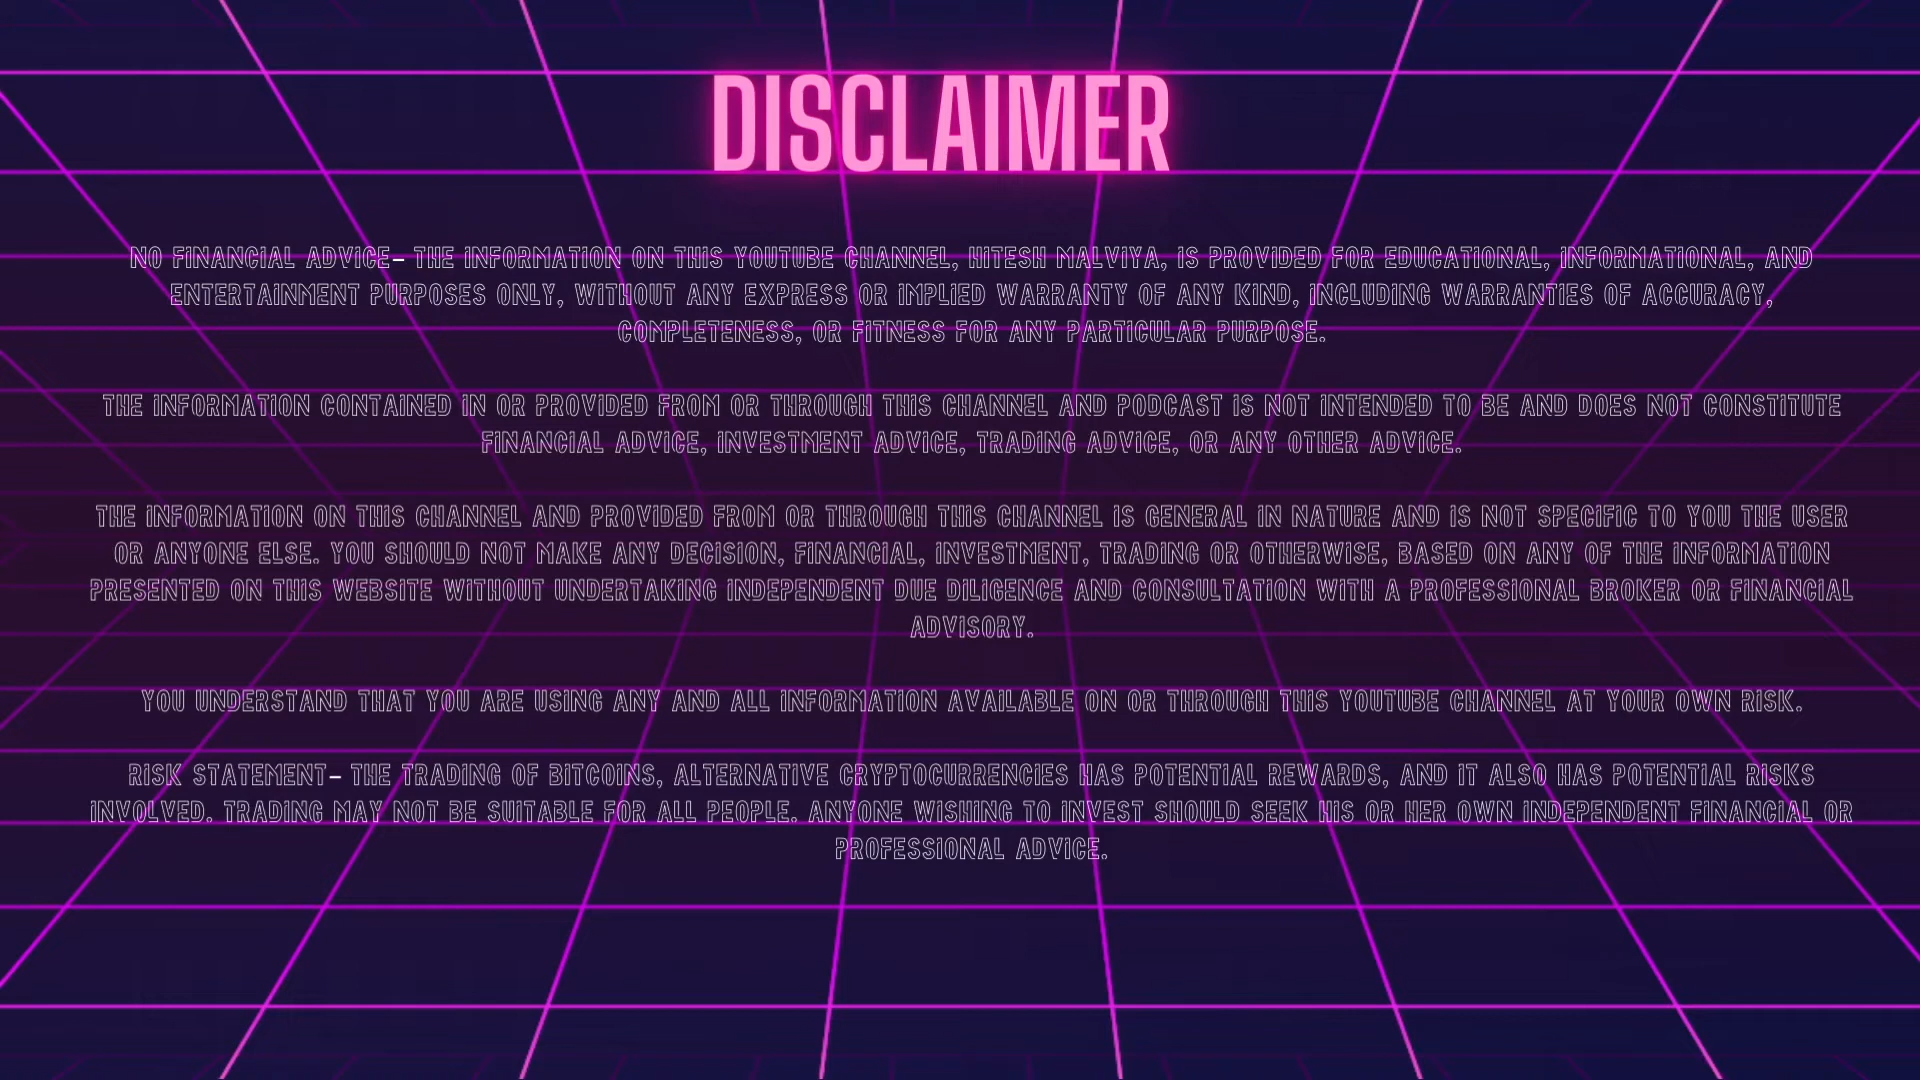 DISCLAIMER
NO FINANCIAL ADVICE- THE INFORMATION ON THIS YOUTUBE CHANNEL, HITESH MALVIYA, IS PROVIDED FOR EDUCATIONAL, INFORMATIONAL, AND
ENTERTAINMENT PURPOSES ONLY, WITHOUT ANY EXPRESS OR IMPLIED WARRANTY OF ANY KIND, INCLUDING WARRANTIES OF ACCURACY,
COMPLETENESS, OR FITNESS FOR ANY PARTICULAR PURPOSE.
THE INFORMATION CONTAINED IN OR PROVIDED FROM OR THROUGH THIS CHANNEL AND PODCAST IS NOT INTENDED TO BE AND DOES NOT CONSTITUTE
FINANCIAL ADVICE, INVESTMENT ADVICE, TRADING ADVICE, OR ANY OTHER ADVICE.
THE INFORMATION ON THIS CHANNEL AND PROVIDED FROM OR THROUGH THIS CHANNEL IS GENERAL IN NATURE AND IS NOT SPECIFIC TO YOU THE USER
OR ANYONE ELSE. YOU SHOULD NOT MAKE ANY DECISION, FINANCIAL, INVESTMENT, TRADING OR OTHERWISE, BASED ON ANY OF THE INFORMATION
PRESENTED ON THIS WEBSITE WITHOUT UNDERTAKING INDEPENDENT DUE DILIGENCE AND CONSULTATION WITH A PROFESSIONAL BROKER OR FINANCIAL
ADVISORY.
YOU UNDERSTAND THAT YOU ARE USING ANY AND ALL INFORMATION AVAILABLE ON OR THROUGH THIS YOUTUBE CHANNEL AT YOUR OWN RISK.
RISK STATEMENT- THE TRADING OF BITCOINS, ALTERNATIVE CRYPTOCURRENCIES HAS POTENTIAL REWARDS, AND IT ALSO HAS POTENTIAL RISKS
INVOLVED. TRADING MAY NOT BE SUITABLE FOR ALL PEOPLE. ANYONE WISHING TO INVEST SHOULD SEEK HIS OR HER OWN INDEPENDENT FINANCIAL OR
PROFESSIONAL ADVICE.